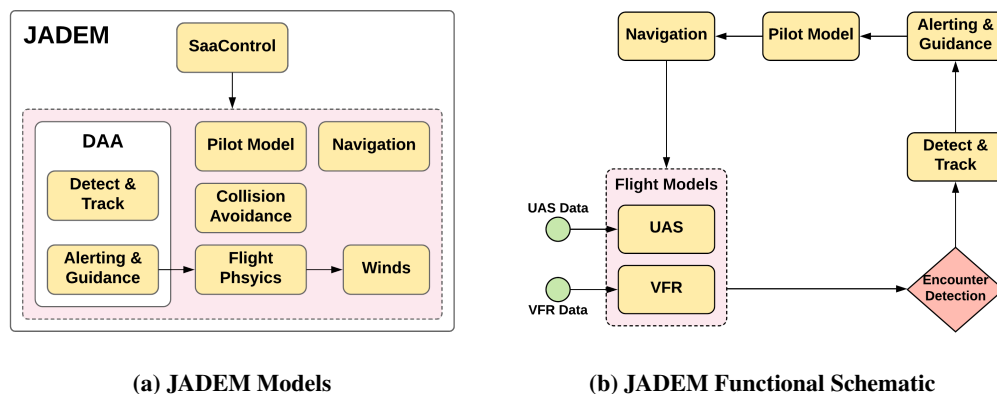 JADEM
SaaControl
DAA
Pilot Model
Navigation
Detect &
Track
Collision
Avoidance
Alerting &
Guidance
Flight
Phsyics
Winds
(a) JADEM Models
Navigation
Pilot Model
Alerting &
Guidance
Detect &
Track
Flight Models
UAS Data
UAS
VFR
VFR Data
Encounter
Detection
(b) JADEM Functional Schematic